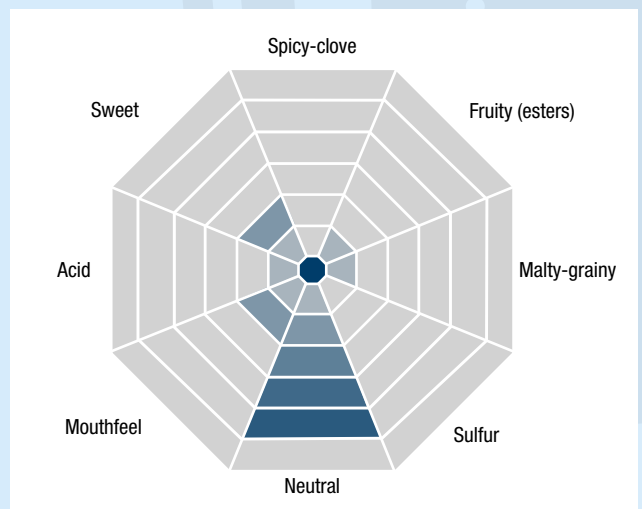 Spicy-clove
Sweet
Fruity (esters)
Acid
Malty-grainy
Mouthfeel
Sulfur
Neutral